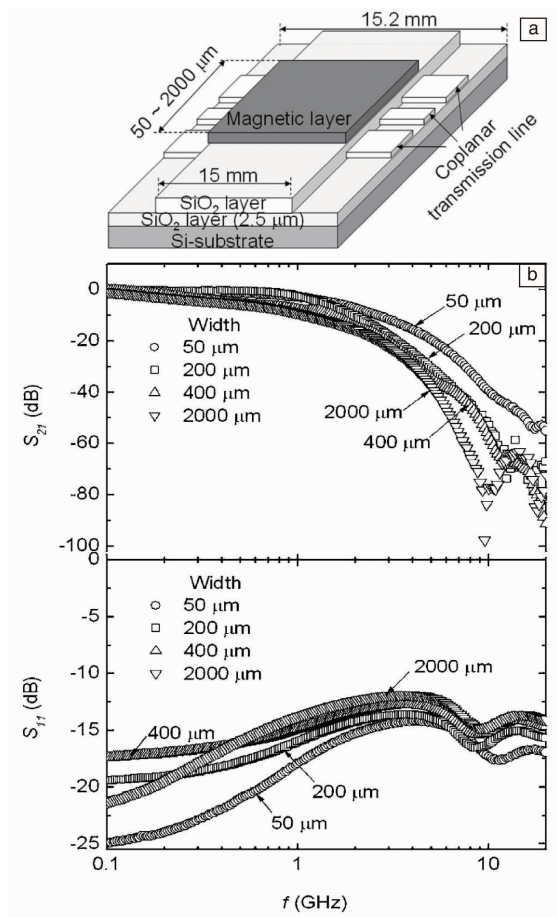 15.2 mm
a
50 ~ 2000 μm
Magnetic layer
Coplanar
transmission line
15 mm
SiO₂ layer
SiO₂ layer (2.5 μm)
Si-substrate
b
0
-20
-40
-60
-80
-100
S₂₁ (dB)
Width
50 μm
200 μm
400 μm
2000 μm
50 μm
200 μm
2000 μm
400 μm
0
-5
-10
-15
-20
-25
S₁₁ (dB)
Width
50 μm
200 μm
400 μm
2000 μm
2000 μm
400 μm
200 μm
50 μm
0.1
1
10
f (GHz)